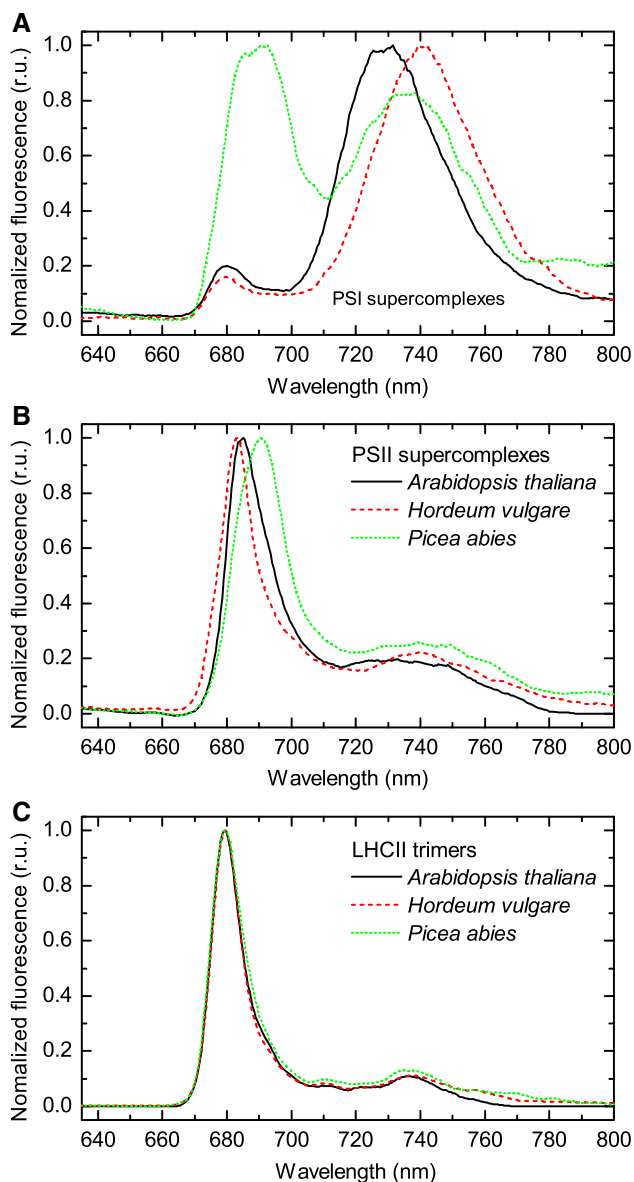 A
Nomalized fluorescence (r.u.)
1.0
0.8
0.6
0.4
0.2
0.0
PSI supercomplexes
640 660 680 700 720 740 760 780 800
Wavelength (nm)
B
Nomalized fluorescence (r.u.)
1.0
0.8
0.6
0.4
0.2
0.0
PSII supercomplexes
Arabidopsis thaliana
Hordeum vulgare
Picea abies
640 660 680 700 720 740 760 780 800
Wavelength (nm)
C
Nomalized fluorescence (r.u.)
1.0
0.8
0.6
0.4
0.2
0.0
LHCII trimers
Arabidopsis thaliana
Hordeum vulgare
Picea abies
640 660 680 700 720 740 760 780 800
Wavelength (nm)